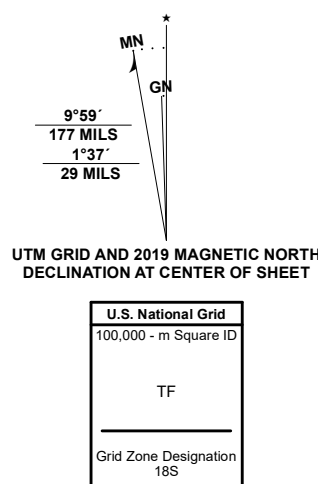 ★
MN
GN
9°59´
177 MILS
1°37´
29 MILS
UTM GRID AND 2019 MAGNETIC NORTH
DECLINATION AT CENTER OF SHEET
U.S. National Grid
100,000 - m Square ID
TF
Grid Zone Designation
18S